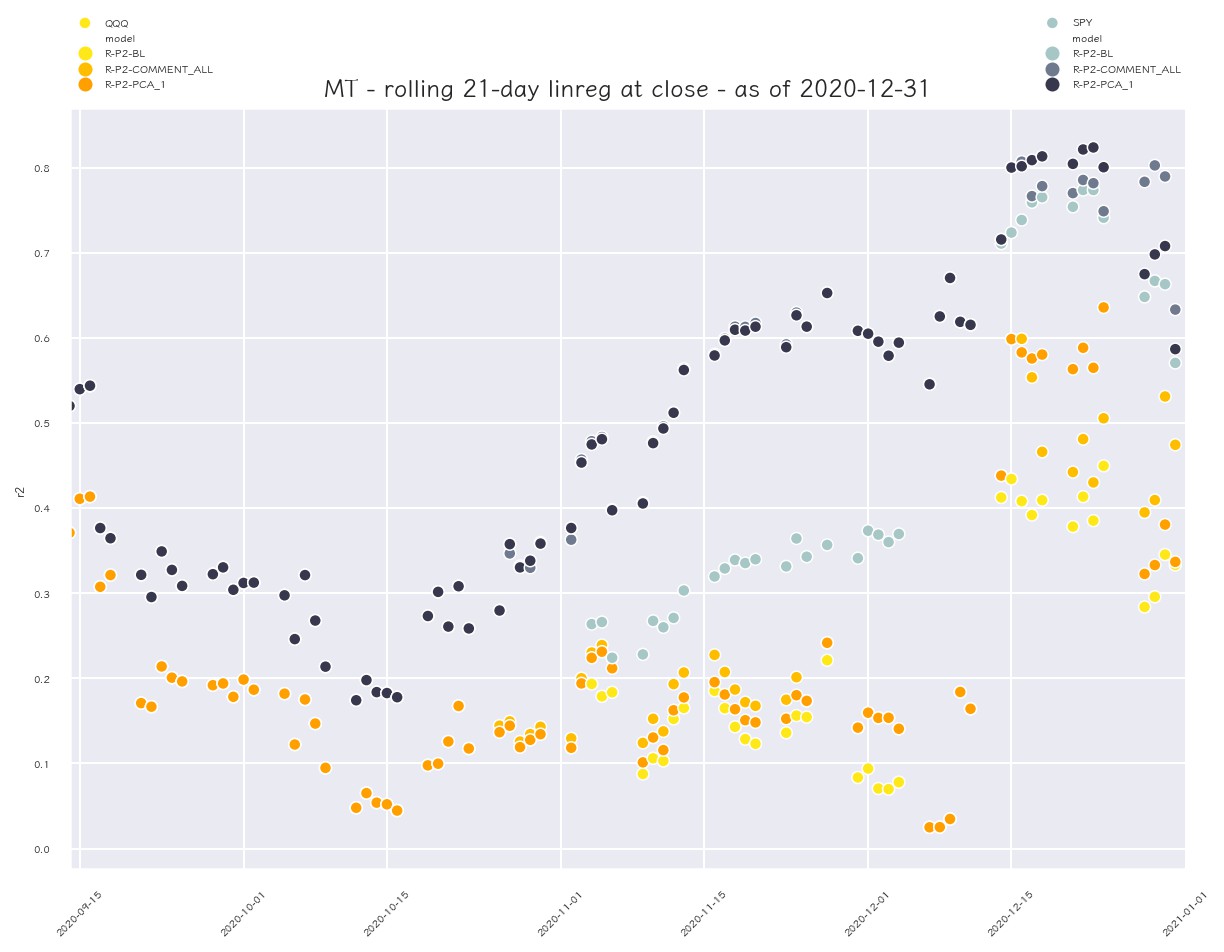 QQQ
model
R-P2-BL
R-P2-COMMENT_ALL
R-P2-PCA_1
SPY
model
R-P2-BL
R-P2-COMMENT_ALL
R-P2-PCA_1
MT - rolling 21-day linreg at close - as of 2020-12-31
0.8
0.7
0.6
0.5
0.4
0.3
0.2
0.1
0.0
r2
2020-09-15
2020-10-01
2020-10-15
2020-11-01
2020-11-15
2020-12-01
2020-12-15
2021-01-01